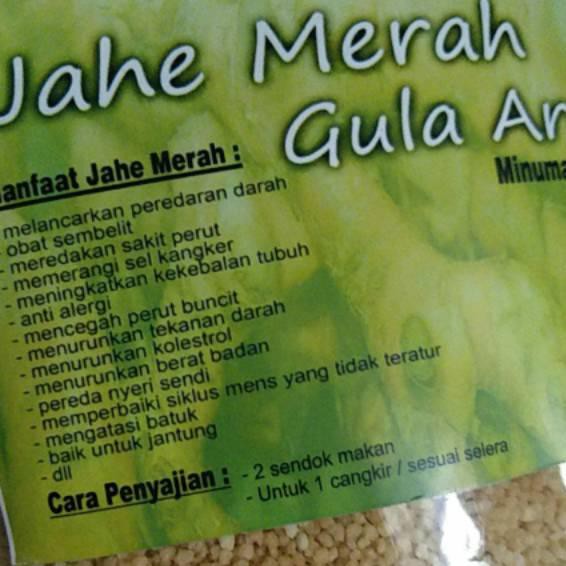 Jahe Merah
Gula Ar
Minuma
anfaat Jahe Merah :
melancarkan peredaran darah
- obat sembelit
- meredakan sakit perut
- memerangi sel kangker
- meningkatkan kekebalan tubuh
- anti alergi
- mencegah perut buncit
- menurunkan tekanan darah
- menurunkan kolestrol
- menurunkan berat badan
- pereda nyeri sendi
- memperbaiki siklus mens yang tidak teratur
- mengatasi batuk
- baik untuk jantung
- dll
Cara Penyajian : - 2 sendok makan
- Untuk 1 cangkir / sesuai selera